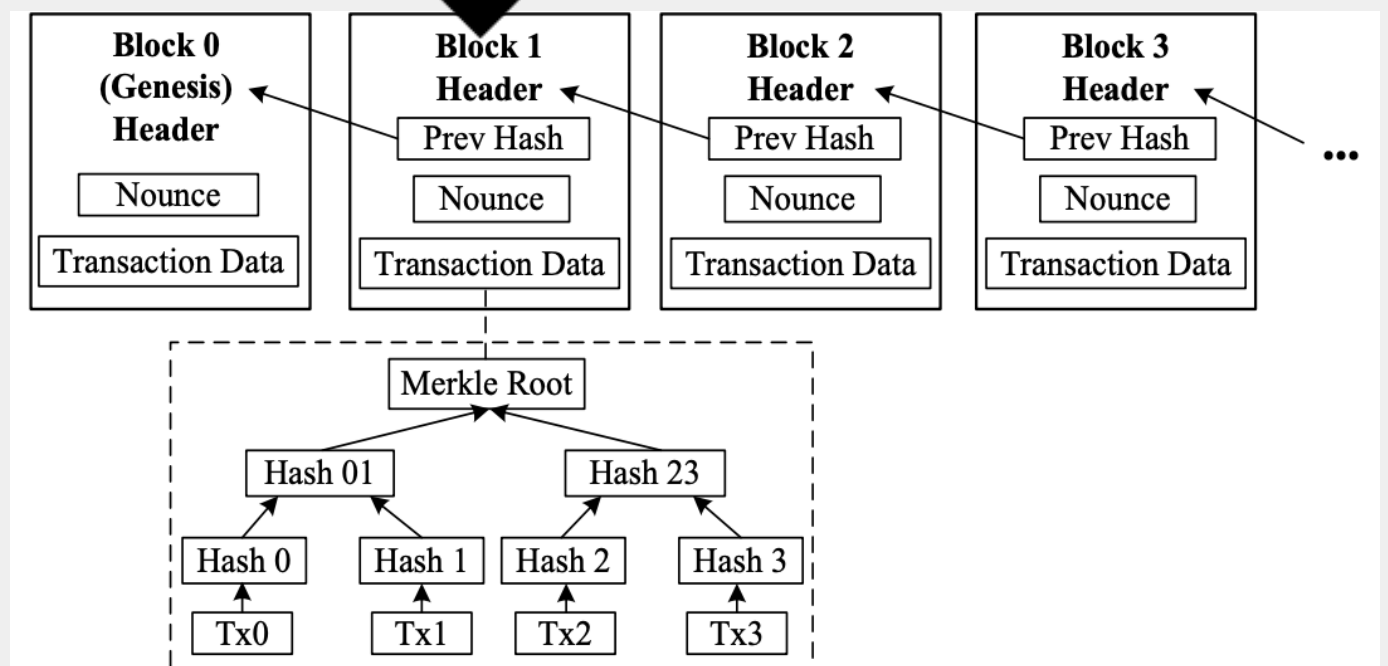 Block 0
(Genesis)
Header
Nounce
Transaction Data
Block 1
Header
Prev Hash
Nounce
Transaction Data
Block 2
Header
Prev Hash
Nounce
Transaction Data
Block 3
Header
Prev Hash
Nounce
Transaction Data
...
Merkle Root
Hash 01
Hash 23
Hash 0
Hash 1
Hash 2
Hash 3
Tx0
Tx1
Tx2
Tx3